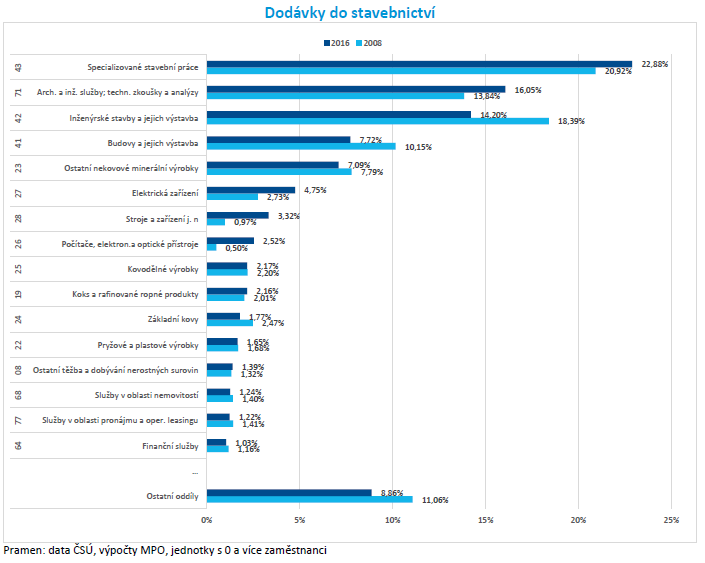 Dodávky do stavebnictví
2016 2008
43 Specializované stavební práce 22,88% 20,92%
71 Arch. a inž. služby; techn. zkoušky a analýzy 16,05% 13,84%
42 Inženýrské stavby a jejich výstavba 14,20% 18,39%
41 Budovy a jejich výstavba 7,72% 10,15%
23 Ostatní nekovové minerální výrobky 7,09% 7,79%
27 Elektrická zařízení 4,75% 2,73%
28 Stroje a zařízení j. n 3,32% 0,97%
26 Počítače, elektron.a optické přístroje 2,52% 0,50%
25 Kovodělné výrobky 2,17% 2,20%
19 Koks a rafinované ropné produkty 2,16% 2,01%
24 Základní kovy 1,77% 2,47%
22 Pryžové a plastové výrobky 1,65% 1,68%
08 Ostatní těžba a dobývání nerostných surovin 1,39% 1,32%
68 Služby v oblasti nemovitostí 1,24% 1,40%
77 Služby v oblasti pronájmu a oper. leasingu 1,22% 1,41%
64 Finanční služby 1,03% 1,16%
...
Ostatní oddíly 8,86% 11,06%
0% 5% 10% 15% 20% 25%
Pramen: data ČSÚ, výpočty MPO, jednotky s 0 a více zaměstnanci